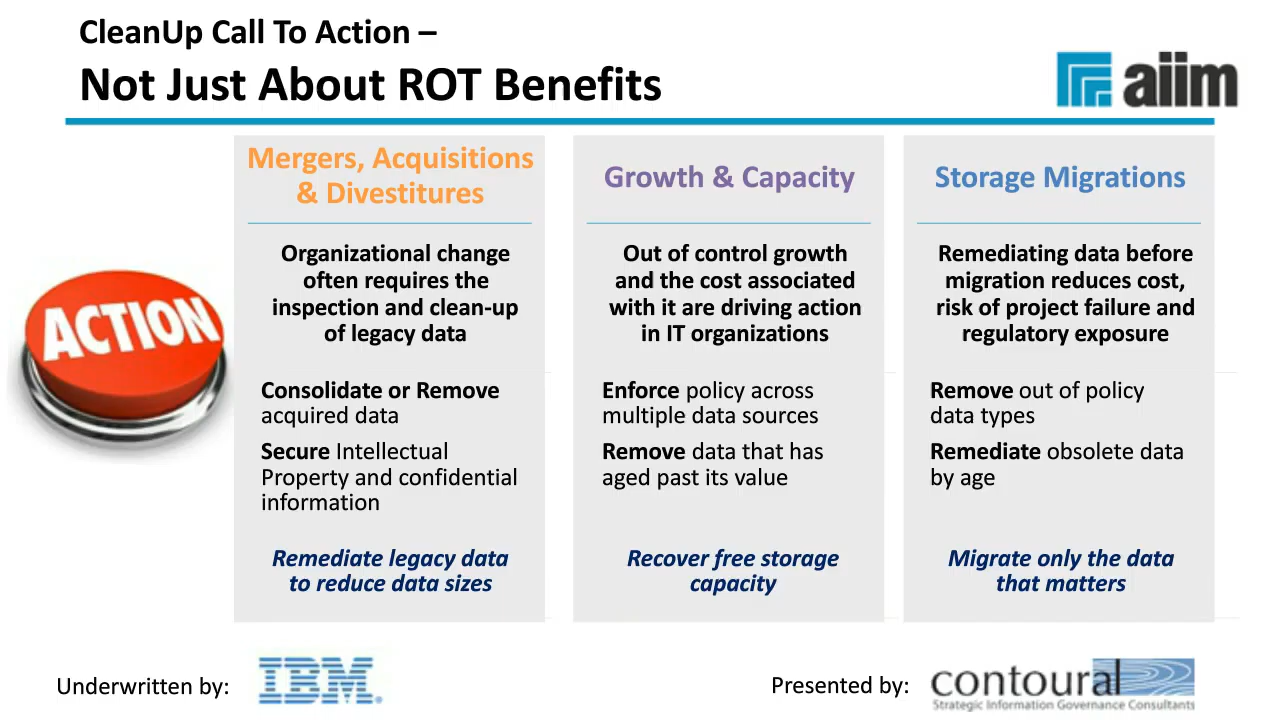 CleanUp Call To Action –
Not Just About ROT Benefits
aiim
ACTION
Mergers, Acquisitions
& Divestitures
Organizational change
often requires the
inspection and clean-up
of legacy data
Consolidate or Remove
acquired data
Secure Intellectual
Property and confidential
information
Remediate legacy data
to reduce data sizes
Growth & Capacity
Out of control growth
and the cost associated
with it are driving action
in IT organizations
Enforce policy across
multiple data sources
Remove data that has
aged past its value
Recover free storage
capacity
Storage Migrations
Remediating data before
migration reduces cost,
risk of project failure and
regulatory exposure
Remove out of policy
data types
Remediate obsolete data
by age
Migrate only the data
that matters
Underwritten by:
IBM®
Presented by:
contoural
Strategic Information Governance Consultants